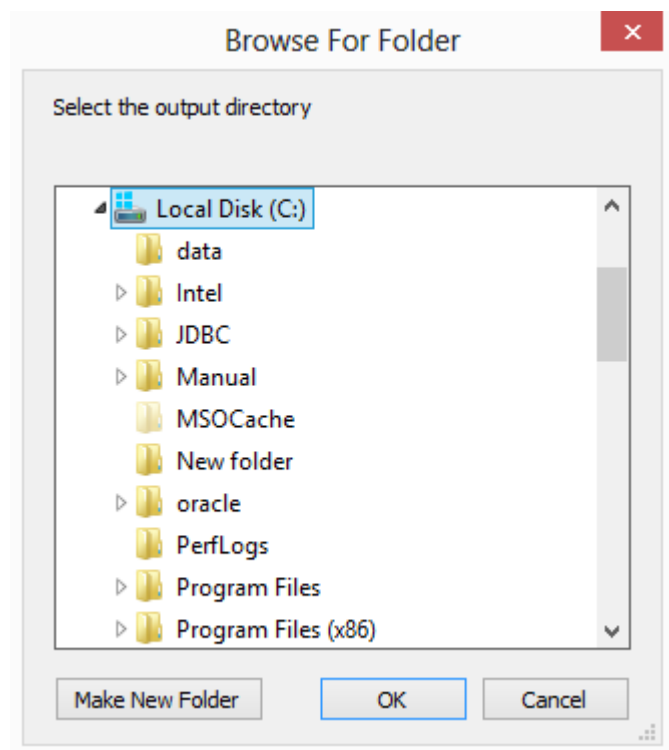 Browse For Folder
Select the output directory
Local Disk (C:)
data
Intel
JDBC
Manual
MSOCache
New folder
oracle
PerfLogs
Program Files
Program Files (x86)
Make New Folder OK Cancel